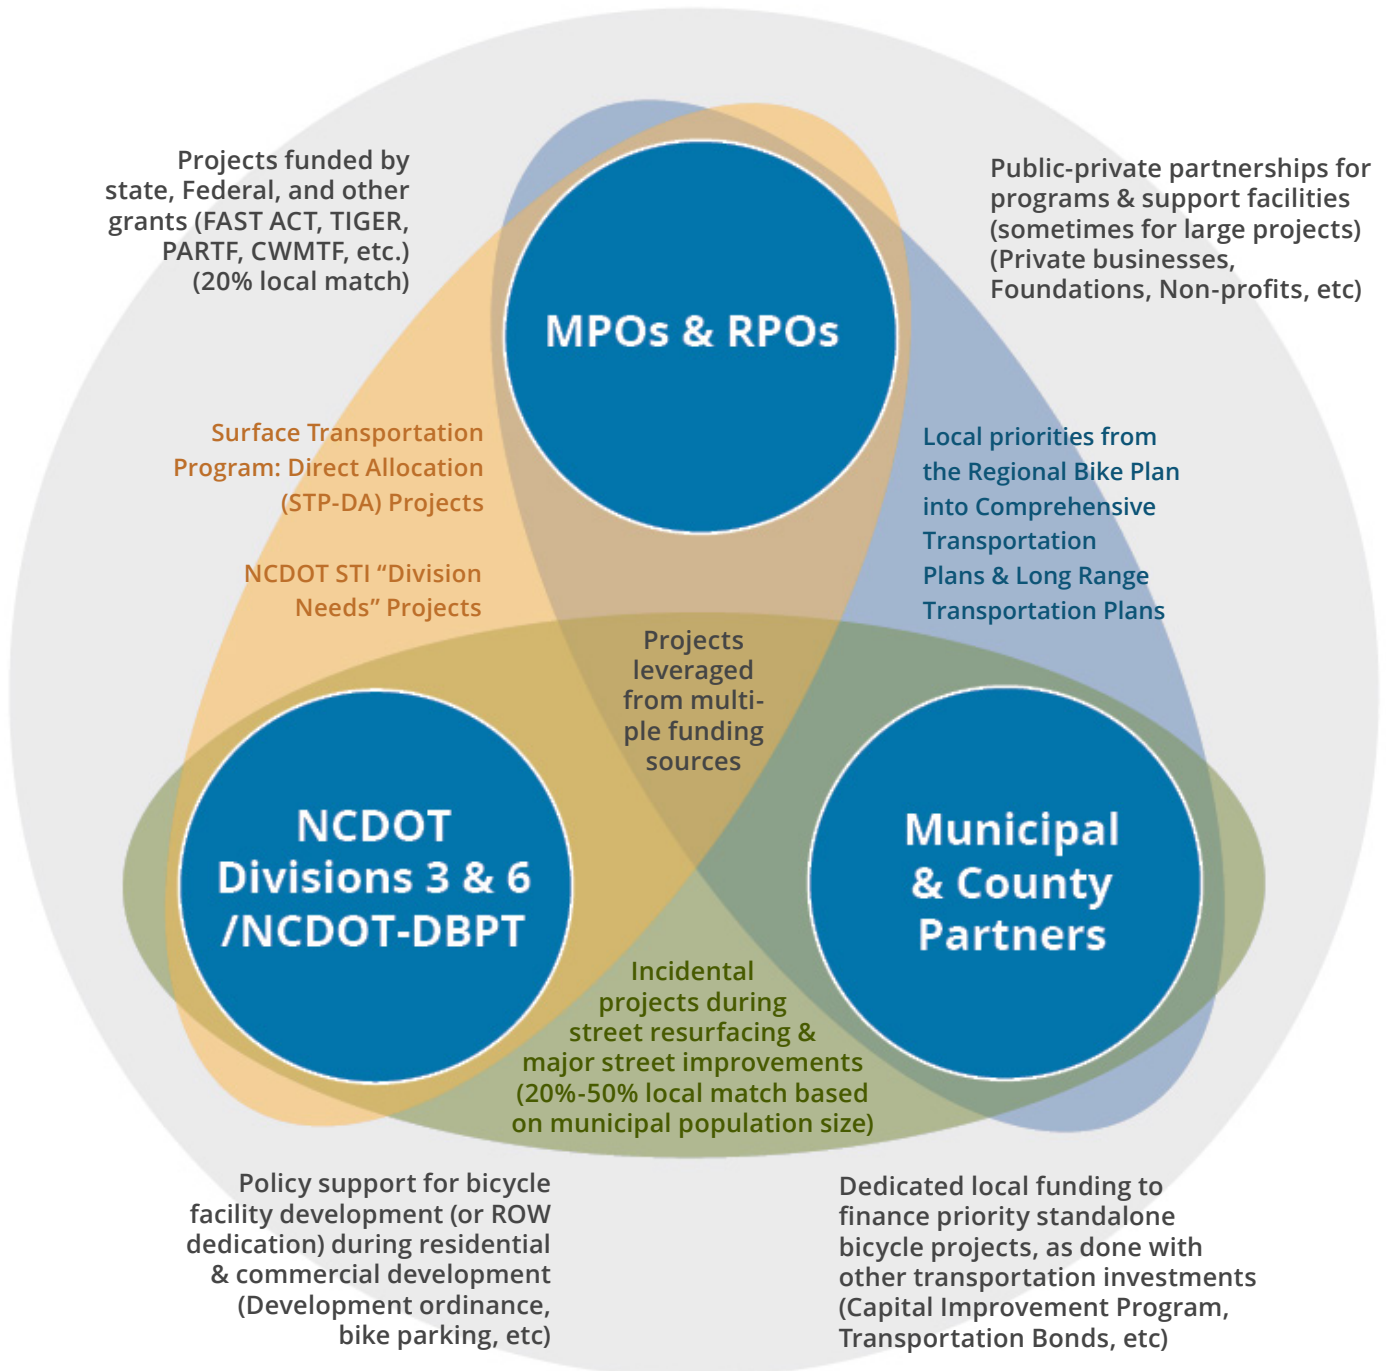 Projects funded by
state, Federal, and other
grants (FAST ACT, TIGER,
PARTF, CWMTF, etc.)
(20% local match)
Public-private partnerships for
programs & support facilities
(sometimes for large projects)
(Private businesses,
Foundations, Non-profits, etc)
MPOs & RPOs
Surface Transportation
Program: Direct Allocation
(STP-DA) Projects
NCDOT STI “Division
Needs” Projects
Local priorities from
the Regional Bike Plan
into Comprehensive
Transportation
Plans & Long Range
Transportation Plans
Projects
leveraged
from multi-
ple funding
sources
NCDOT
Divisions 3 & 6
/NCDOT-DBPT
Municipal
& County
Partners
Incidental
projects during
street resurfacing &
major street improvements
(20%-50% local match based
on municipal population size)
Policy support for bicycle
facility development (or ROW
dedication) during residential
& commercial development
(Development ordinance,
bike parking, etc)
Dedicated local funding to
finance priority standalone
bicycle projects, as done with
other transportation investments
(Capital Improvement Program,
Transportation Bonds, etc)